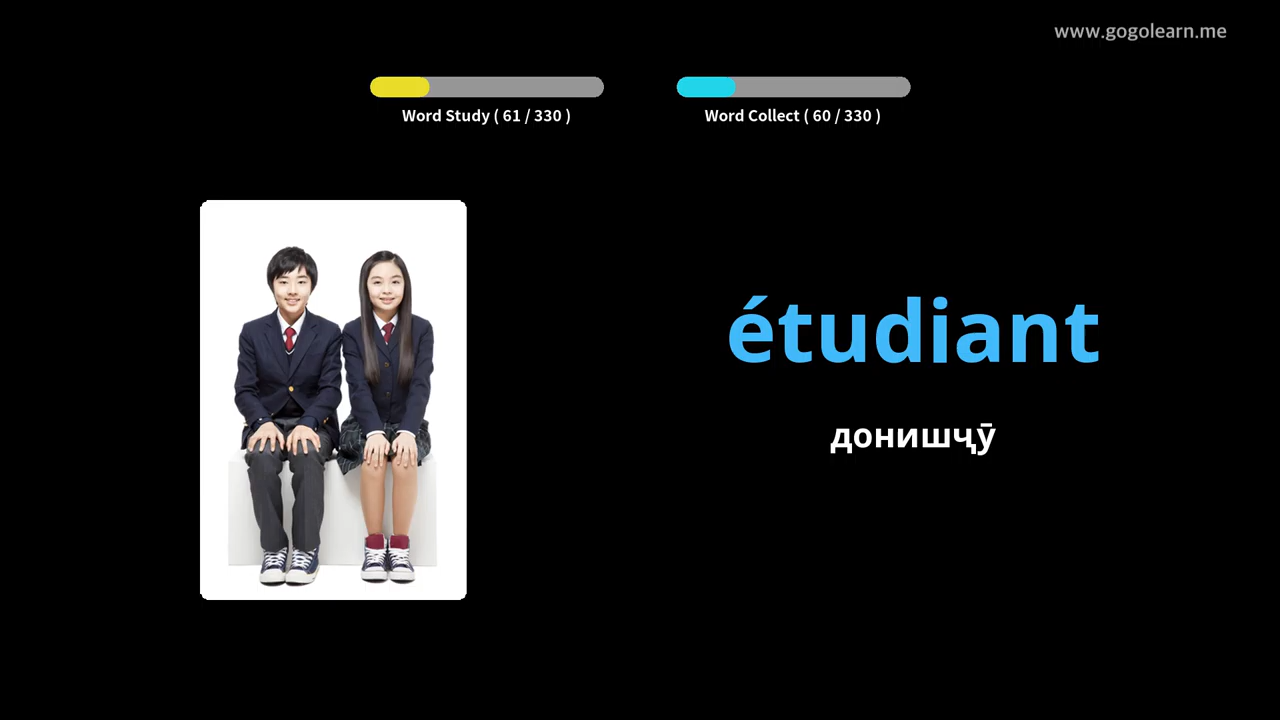 www.gogolearn.me
Word Study ( 61 / 330 )
Word Collect ( 60 / 330 )
étudiant
донишҷӯ